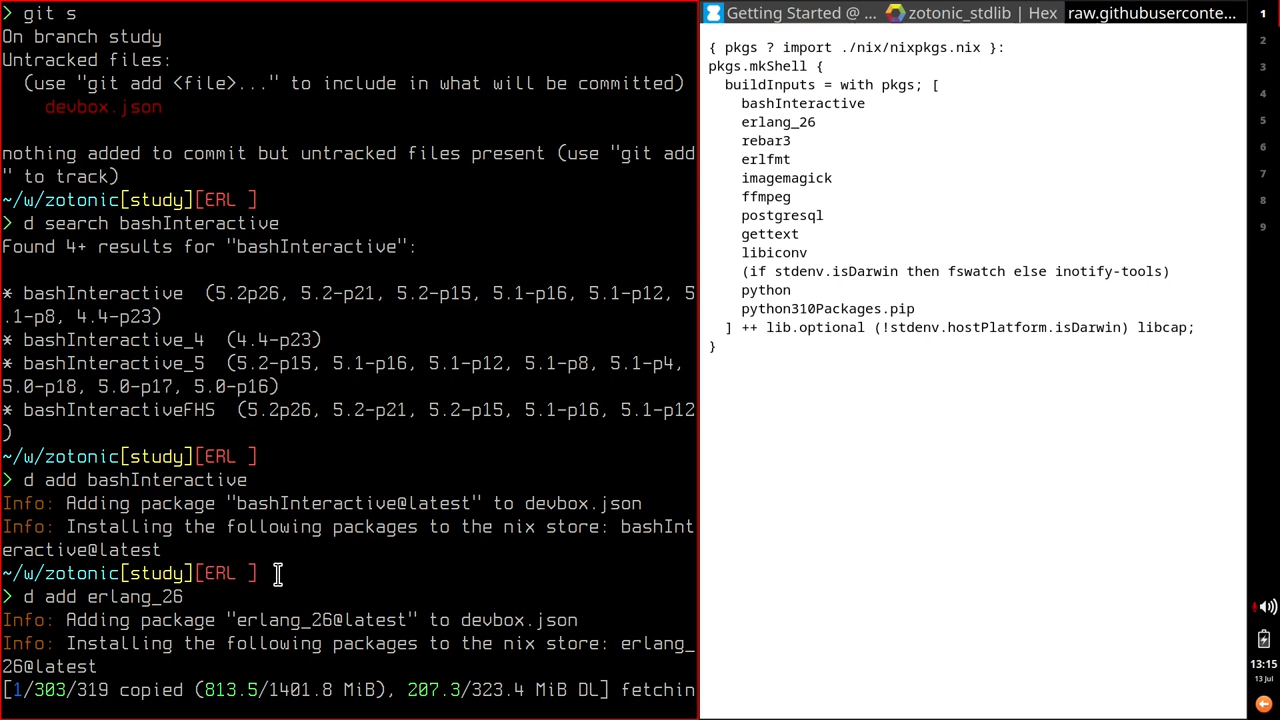 > git s
On branch study
Untracked files:
(use "git add <file>..." to include in what will be committed)
devbox.json
nothing added to commit but untracked files present (use "git add
" to track)
~/w/zotonic[study][ERL ]
> d search bashInteractive
Found 4+ results for "bashInteractive":
* bashInteractive (5.2p26, 5.2-p21, 5.2-p15, 5.1-p16, 5.1-p12, 5
.1-p8, 4.4-p23)
* bashInteractive_4 (4.4-p23)
* bashInteractive_5 (5.2-p15, 5.1-p16, 5.1-p12, 5.1-p8, 5.1-p4,
5.0-p18, 5.0-p17, 5.0-p16)
* bashInteractiveFHS (5.2p26, 5.2-p21, 5.2-p15, 5.1-p16, 5.1-p12
)
~/w/zotonic[study][ERL ]
> d add bashInteractive
Info: Adding package "bashInteractive@latest" to devbox.json
Info: Installing the following packages to the nix store: bashInt
eractive@latest
~/w/zotonic[study][ERL ]
> d add erlang_26
Info: Adding package "erlang_26@latest" to devbox.json
Info: Installing the following packages to the nix store: erlang_
26@latest
[1/303/319 copied (813.5/1401.8 MiB), 207.3/323.4 MiB DL] fetchin
Getting Started @ ... zotonic_stdlib | Hex raw.githubuserconte...
{ pkgs ? import ./nix/nixpkgs.nix }:
pkgs.mkShell {
buildInputs = with pkgs; [
bashInteractive
erlang_26
rebar3
erlfmt
imagemagick
ffmpeg
postgresql
gettext
libiconv
(if stdenv.isDarwin then fswatch else inotify-tools)
python
python310Packages.pip
] ++ lib.optional (!stdenv.hostPlatform.isDarwin) libcap;
}
1
2
3
4
5
6
7
8
9
13:15
13 Jul